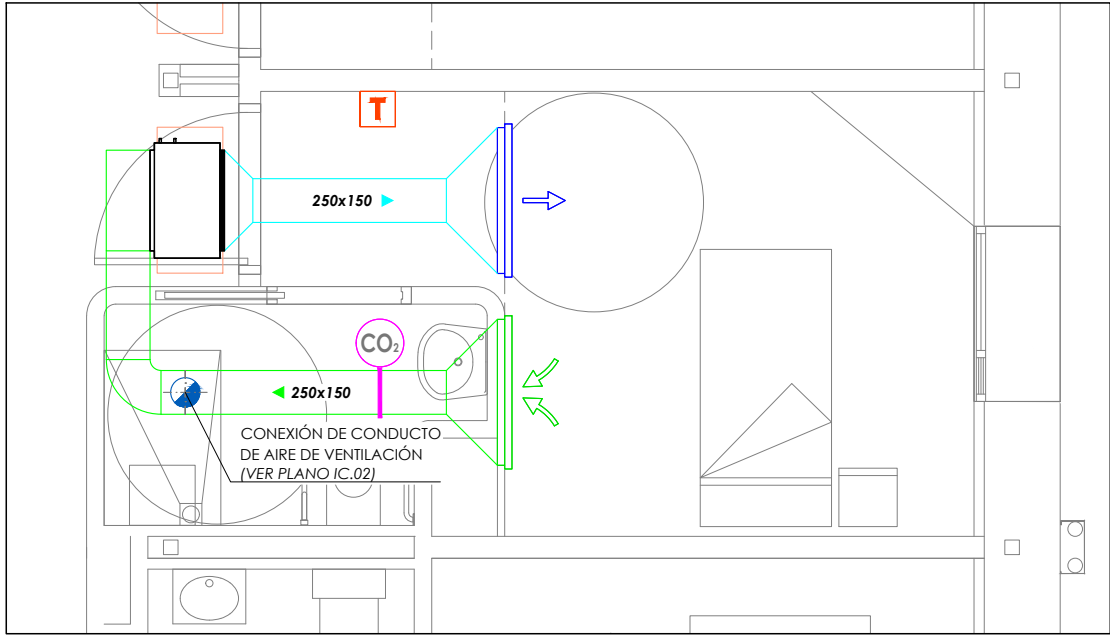 T
250x150
CO₂
250x150
CONEXIÓN DE CONDUCTO
DE AIRE DE VENTILACIÓN
(VER PLANO IC.02)